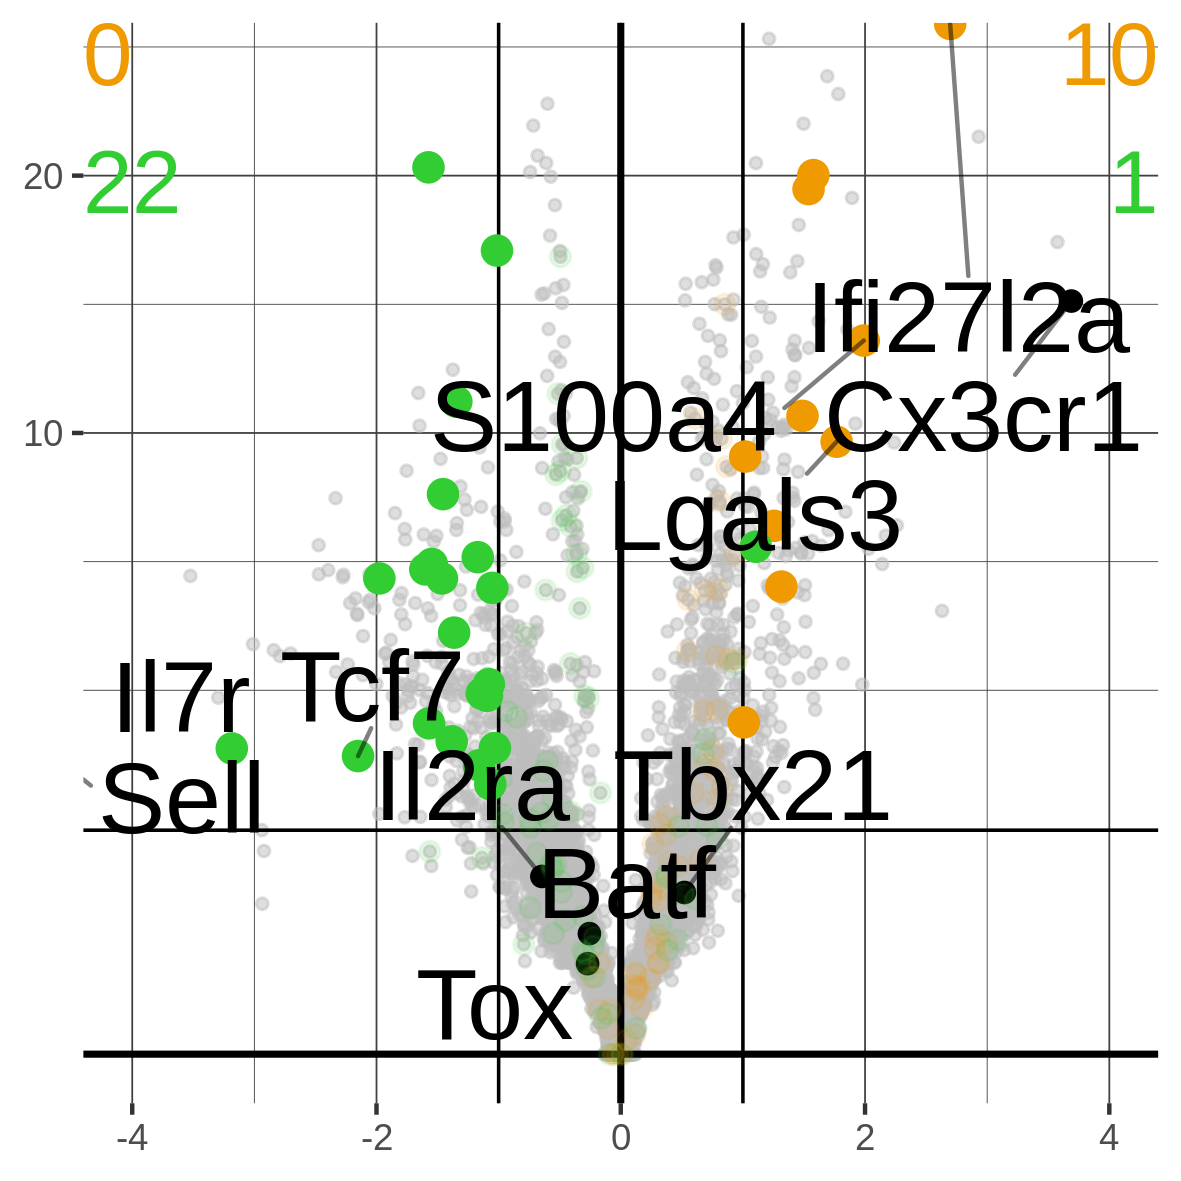 0 10
22 1
20
Ifi27l2a
S100a4 Cx3cr1
10
Lgals3
Il7r Tcf7
Sell Il2ra Tbx21
Batf
Tox
-4 -2 0 2 4